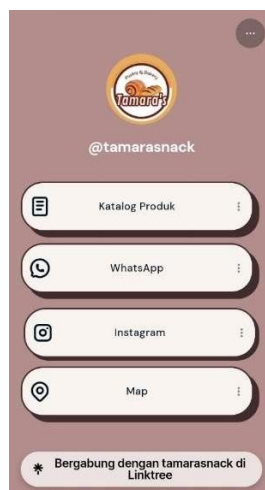 Pastry & Bakery
Tamara's
@tamarasnack
Katalog Produk
WhatsApp
Instagram
Map
Bergabung dengan tamarasnack di
Linktree